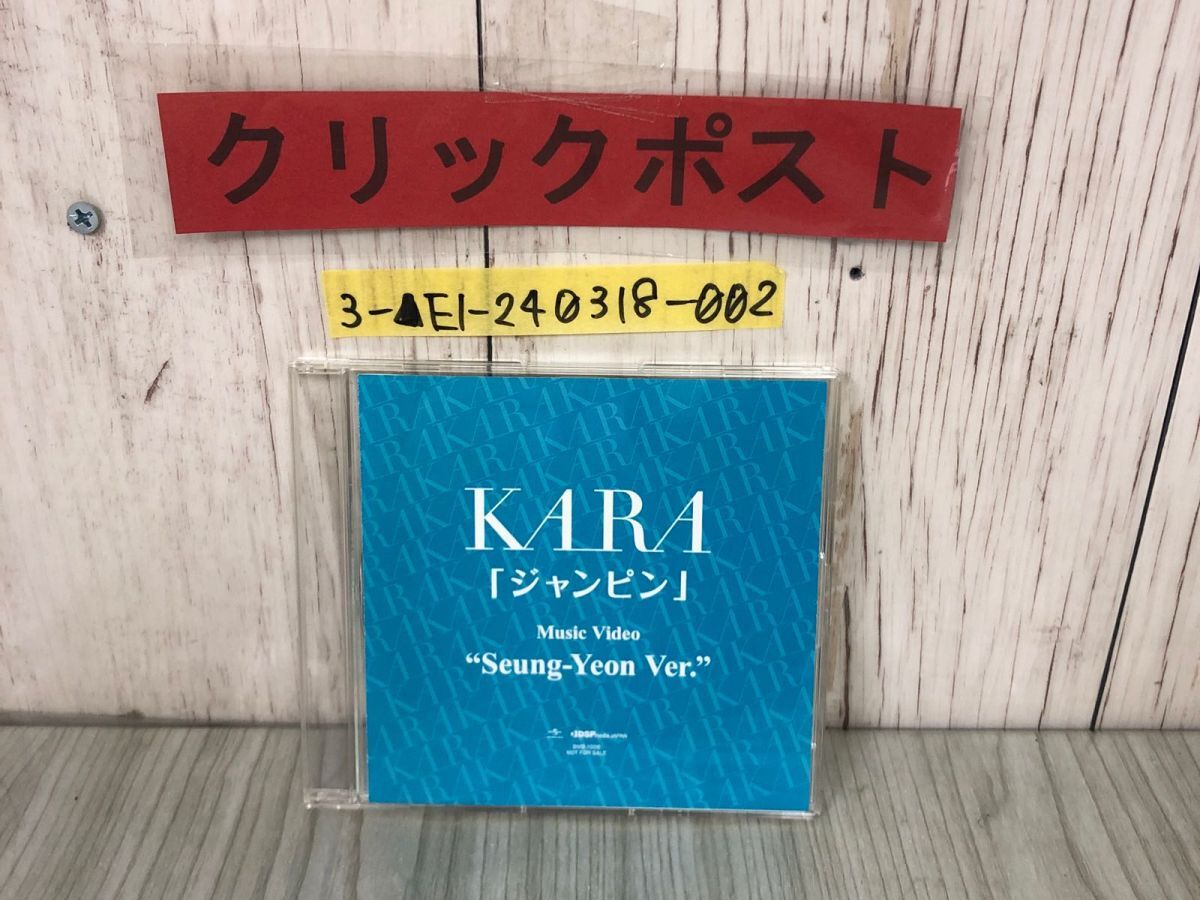 クリックポスト
3-▲E1-240318-002
KARA
「ジャンピン」
Music Video
“Seung-Yeon Ver.”
NOT FOR SALE